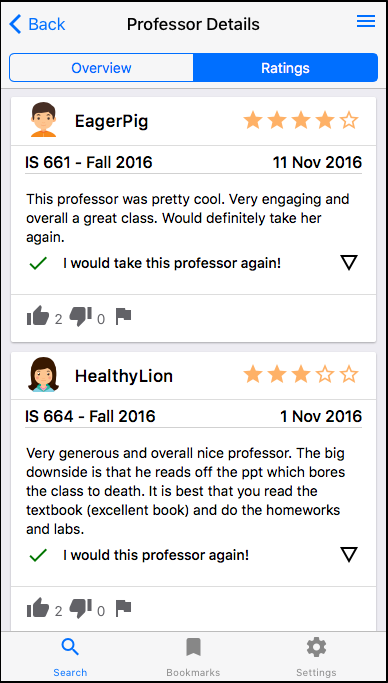 Back Professor Details
Overview Ratings
EagerPig
IS 661 - Fall 2016 11 Nov 2016
This professor was pretty cool. Very engaging and
overall a great class. Would definitely take her
again.
I would take this professor again!
2 0
HealthyLion
IS 664 - Fall 2016 1 Nov 2016
Very generous and overall nice professor. The big
downside is that he reads off the ppt which bores
the class to death. It is best that you read the
textbook (excellent book) and do the homeworks
and labs.
I would this professor again!
2 0
Search Bookmarks Settings